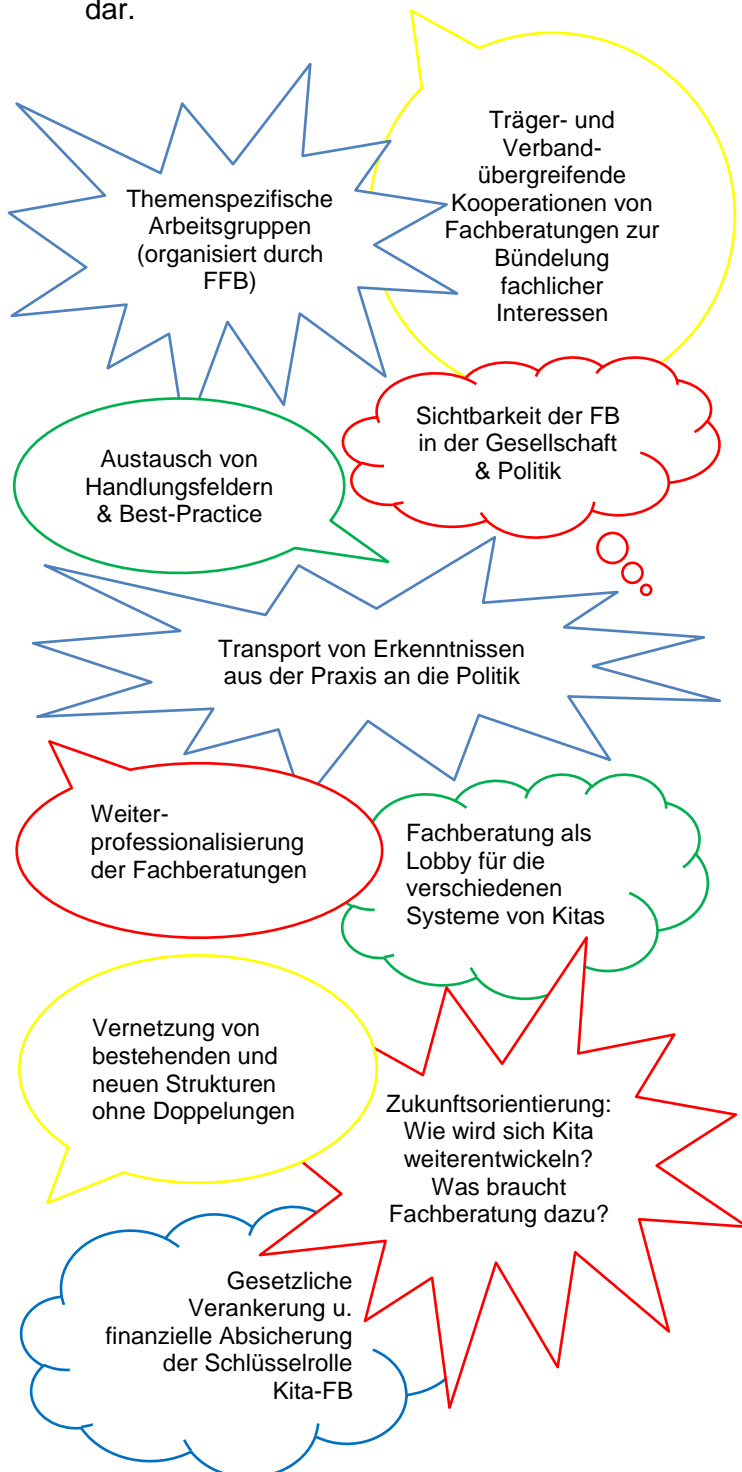 dar.
Themenspezifische
Arbeitsgruppen
(organisiert durch
FFB)
Träger- und
Verband-
übergreifende
Kooperationen von
Fachberatungen zur
Bündelung
fachlicher
Interessen
Austausch von
Handlungsfeldern
& Best-Practice
Sichtbarkeit der FB
in der Gesellschaft
& Politik
Transport von Erkenntnissen
aus der Praxis an die Politik
Weiter-
professionalisierung
der Fachberatungen
Fachberatung als
Lobby für die
verschiedenen
Systeme von Kitas
Vernetzung von
bestehenden und
neuen Strukturen
ohne Doppelungen
Zukunftsorientierung:
Wie wird sich Kita
weiterentwickeln?
Was braucht
Fachberatung dazu?
Gesetzliche
Verankerung u.
finanzielle Absicherung
der Schlüsselrolle
Kita-FB